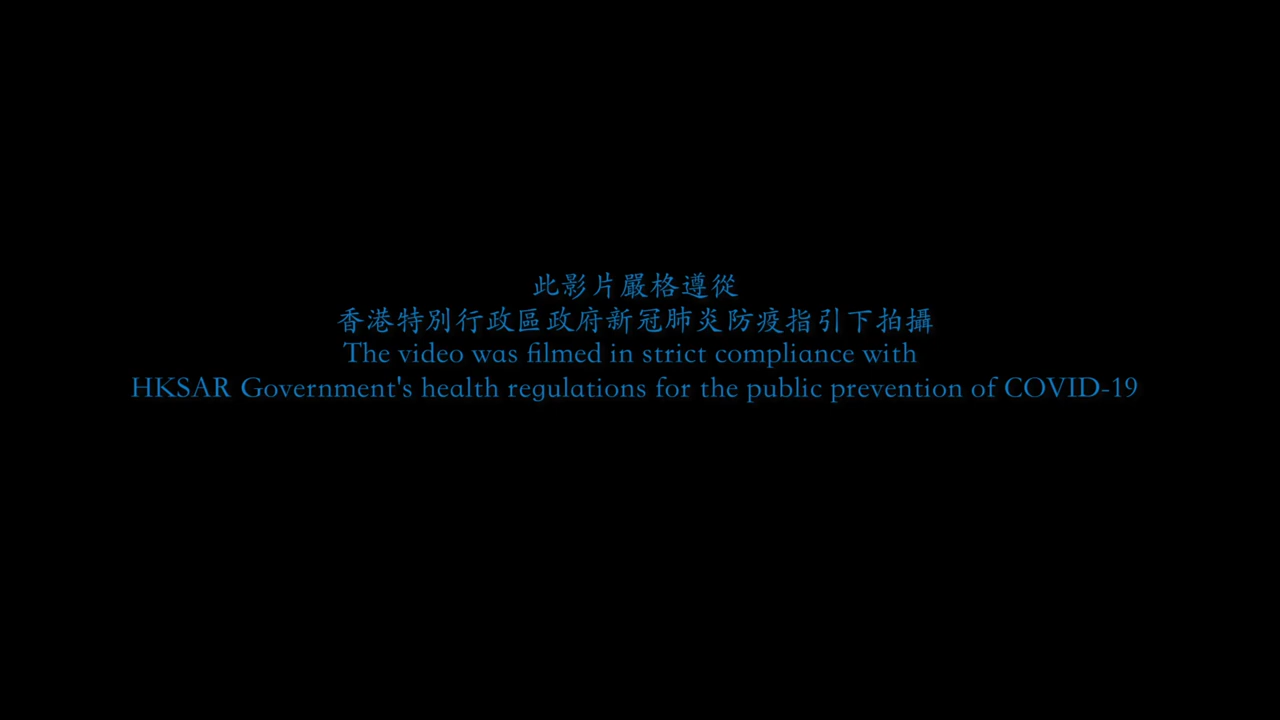 此影片嚴格遵從
香港特別行政區政府新冠肺炎防疫指引下拍攝
The video was filmed in strict compliance with
HKSAR Government's health regulations for the public prevention of COVID-19